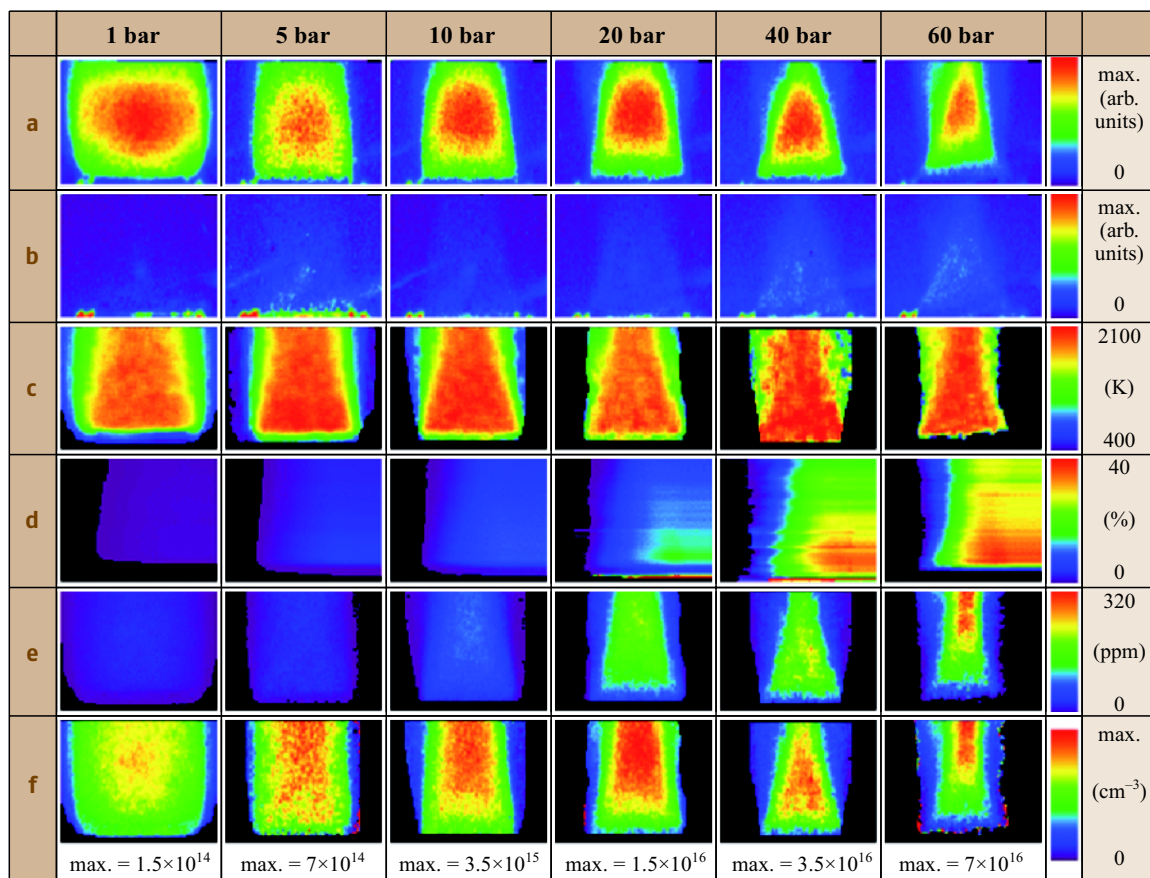 1 bar 5 bar 10 bar 20 bar 40 bar 60 bar
a max.
(arb.
units)
0
b max.
(arb.
units)
0
c 2100
(K)
400
d 40
(%)
0
e 320
(ppm)
0
f max.
(cm⁻³)
0
max. = 1.5×10¹⁴ max. = 7×10¹⁴ max. = 3.5×10¹⁵ max. = 1.5×10¹⁶ max. = 3.5×10¹⁶ max. = 7×10¹⁶